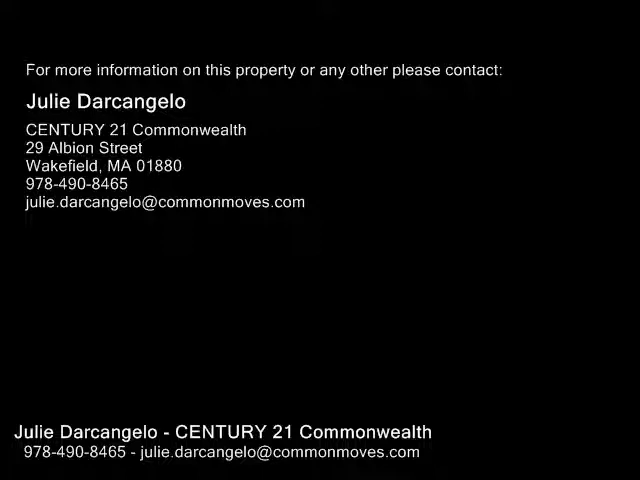 For more information on this property or any other please contact:
Julie Darcangelo
CENTURY 21 Commonwealth
29 Albion Street
Wakefield, MA 01880
978-490-8465
julie.darcangelo@commonmoves.com
Julie Darcangelo - CENTURY 21 Commonwealth
978-490-8465 - julie.darcangelo@commonmoves.com